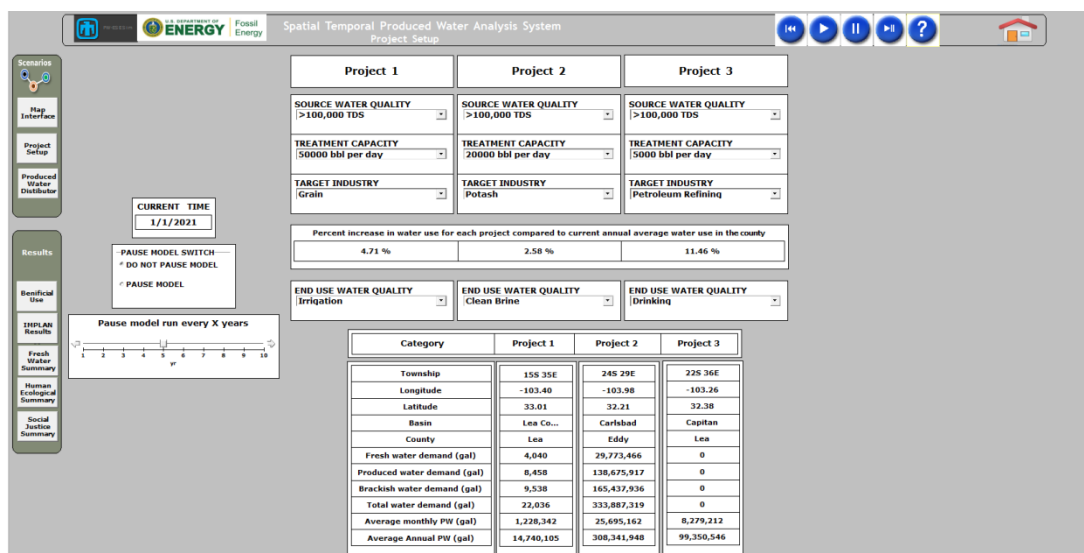 U.S. DEPARTMENT OF
ENERGY
Fossil
Energy
Spatial Temporal Produced Water Analysis System
Project Setup
?
Scenarios
Map
Interface
Project
Setup
Produced
Water
Distibutor
Results
Benificial
Use
IMPLAN
Results
Fresh
Water
Summary
Human
Ecological
Summary
Social
Justice
Summary
CURRENT TIME
1/1/2021
PAUSE MODEL SWITCH
DO NOT PAUSE MODEL
PAUSE MODEL
Pause model run every X years
1 2 3 4 5 6 7 8 9 10
yr
Project 1 Project 2 Project 3
SOURCE WATER QUALITY SOURCE WATER QUALITY SOURCE WATER QUALITY
>100,000 TDS >100,000 TDS >100,000 TDS
TREATMENT CAPACITY TREATMENT CAPACITY TREATMENT CAPACITY
50000 bbl per day 20000 bbl per day 5000 bbl per day
TARGET INDUSTRY TARGET INDUSTRY TARGET INDUSTRY
Grain Potash Petroleum Refining
Percent increase in water use for each project compared to current annual average water use in the county
4.71 % 2.58 % 11.46 %
END USE WATER QUALITY END USE WATER QUALITY END USE WATER QUALITY
Irrigation Clean Brine Drinking
Category Project 1 Project 2 Project 3
Township 15S 35E 24S 29E 22S 36E
Longitude -103.40 -103.98 -103.26
Latitude 33.01 32.21 32.38
Basin Lea Co... Carlsbad Capitan
County Lea Eddy Lea
Fresh water demand (gal) 4,040 29,773,466 0
Produced water demand (gal) 8,458 138,675,917 0
Brackish water demand (gal) 9,538 165,437,936 0
Total water demand (gal) 22,036 333,887,319 0
Average monthly PW (gal) 1,228,342 25,695,162 8,279,212
Average Annual PW (gal) 14,740,105 308,341,948 99,350,546